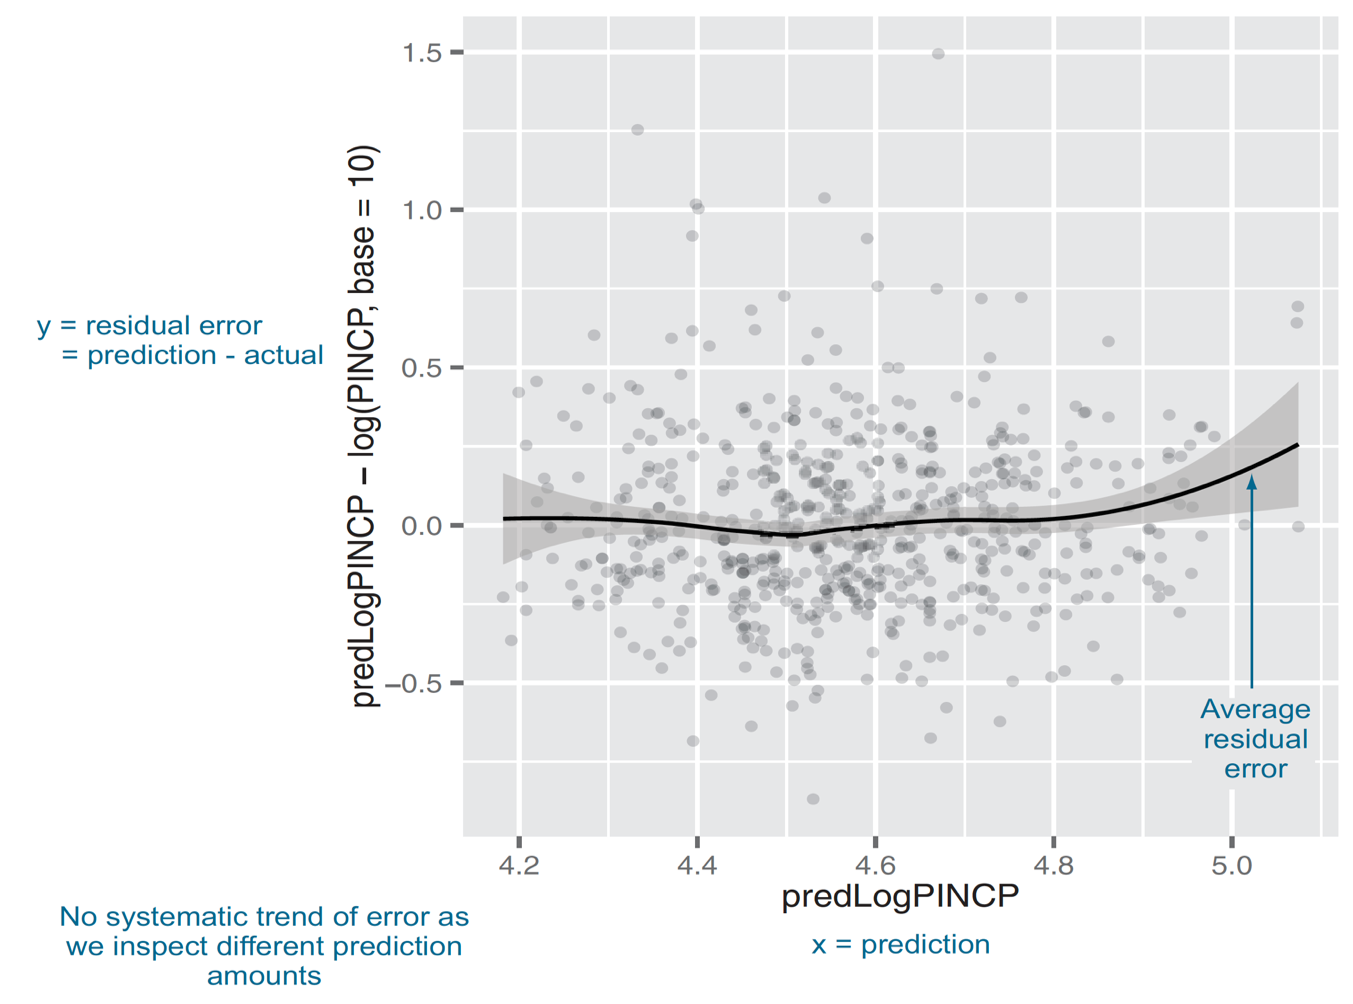 1.5
1.0
0.5
0.0
−0.5
predLogPINCP − log(PINCP, base = 10)
y = residual error
= prediction - actual
Average
residual
error
4.2 4.4 4.6 4.8 5.0
predLogPINCP
x = prediction
No systematic trend of error as
we inspect different prediction
amounts